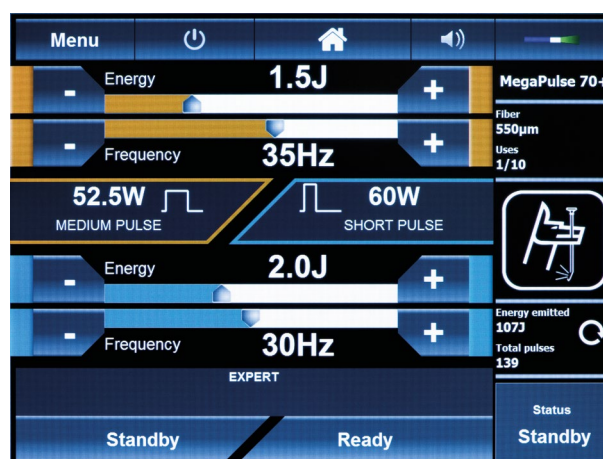 Menu
Energy
1.5J
- +
MegaPulse 70+
Fiber
550µm
Uses
1/10
- +
Frequency
35Hz
52.5W
MEDIUM PULSE
60W
SHORT PULSE
Energy
2.0J
- +
- +
Frequency
30Hz
Energy emitted
107J
Total pulses
139
EXPERT
Standby
Ready
Status
Standby